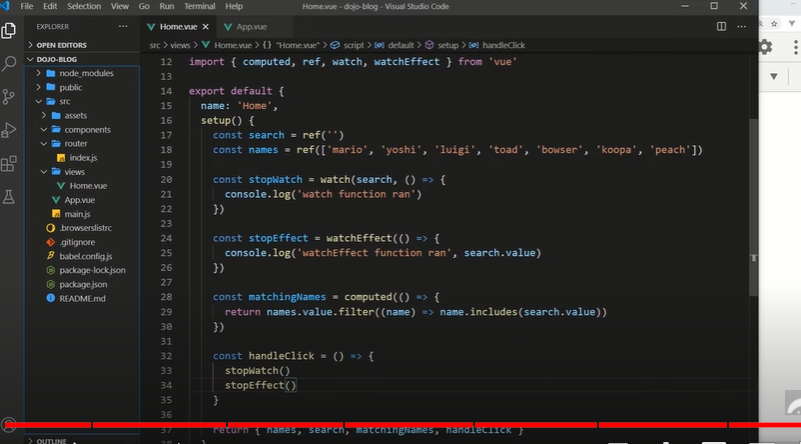 File Edit Selection View Go Run Terminal Help
Home.vue - dojo-blog - Visual Studio Code
EXPLORER
Home.vue
App.vue
OPEN EDITORS
src > views > Home.vue > {} "Home.vue" > script > default > setup > handleClick
DOJO-BLOG
node_modules
public
src
assets
components
router
index.js
views
Home.vue
App.vue
main.js
.browserslistrc
.gitignore
babel.config.js
package-lock.json
package.json
README.md
OUTLINE
12 import { computed, ref, watch, watchEffect } from 'vue'
13
14 export default {
15 name: 'Home',
16 setup() {
17 const search = ref('')
18 const names = ref(['mario', 'yoshi', 'luigi', 'toad', 'bowser', 'koopa', 'peach'])
19
20 const stopWatch = watch(search, () => {
21 console.log('watch function ran')
22 })
23
24 const stopEffect = watchEffect(() => {
25 console.log('watchEffect function ran', search.value)
26 })
27
28 const matchingNames = computed(() => {
29 return names.value.filter((name) => name.includes(search.value))
30 })
31
32 const handleClick = () => {
33 stopWatch()
34 stopEffect()
35 }
36
return { names, search, matchingNames, handleClick }